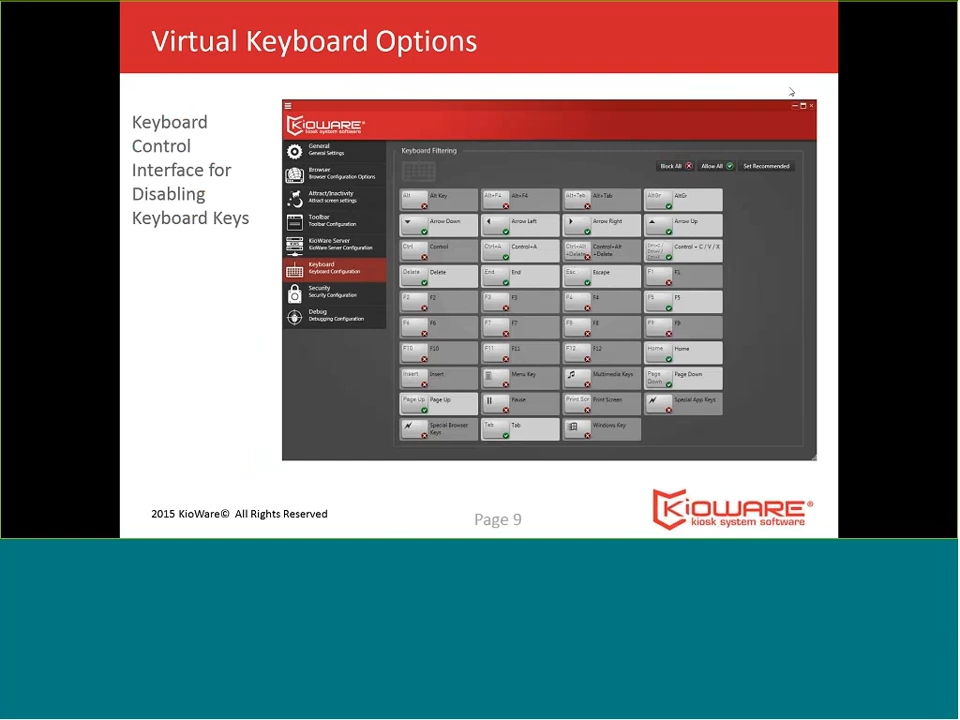 Virtual Keyboard Options
Keyboard
Control
Interface for
Disabling
Keyboard Keys
KIOWARE®
kiosk system software
General
General Settings
Browser
Browser Configuration Options
Attract/Inactivity
Attract screen settings
Toolbar
Toolbar Configuration
KioWare Server
KioWare Server Configuration
Keyboard
Keyboard Configuration
Security
Security Configuration
Debug
Debugging Configuration
Keyboard Filtering
Block All Allow All Set Recommended
Alt Alt Key Alt+F4 Alt+F4 Alt+Tab Alt+Tab AltGr AltGr
Arrow Down Arrow Left Arrow Right Arrow Up
Ctrl Control Ctrl+A Control+A Ctrl+Alt +Delete Control+Alt +Delete Control + C / V / X
Delete Delete End End Esc Escape F1 F1
F2 F2 F3 F3 F4 F4 F5 F5
F6 F6 F7 F7 F8 F8 F9 F9
F10 F10 F11 F11 F12 F12 Home Home
Insert Insert Menu Key Multimedia Keys Page Down Page Down
Page Up Page Up Pause Print Scr Print Screen Special App Keys
Special Browser Keys Tab Tab Windows Key
2015 KioWare© All Rights Reserved
Page 9
KIOWARE®
kiosk system software